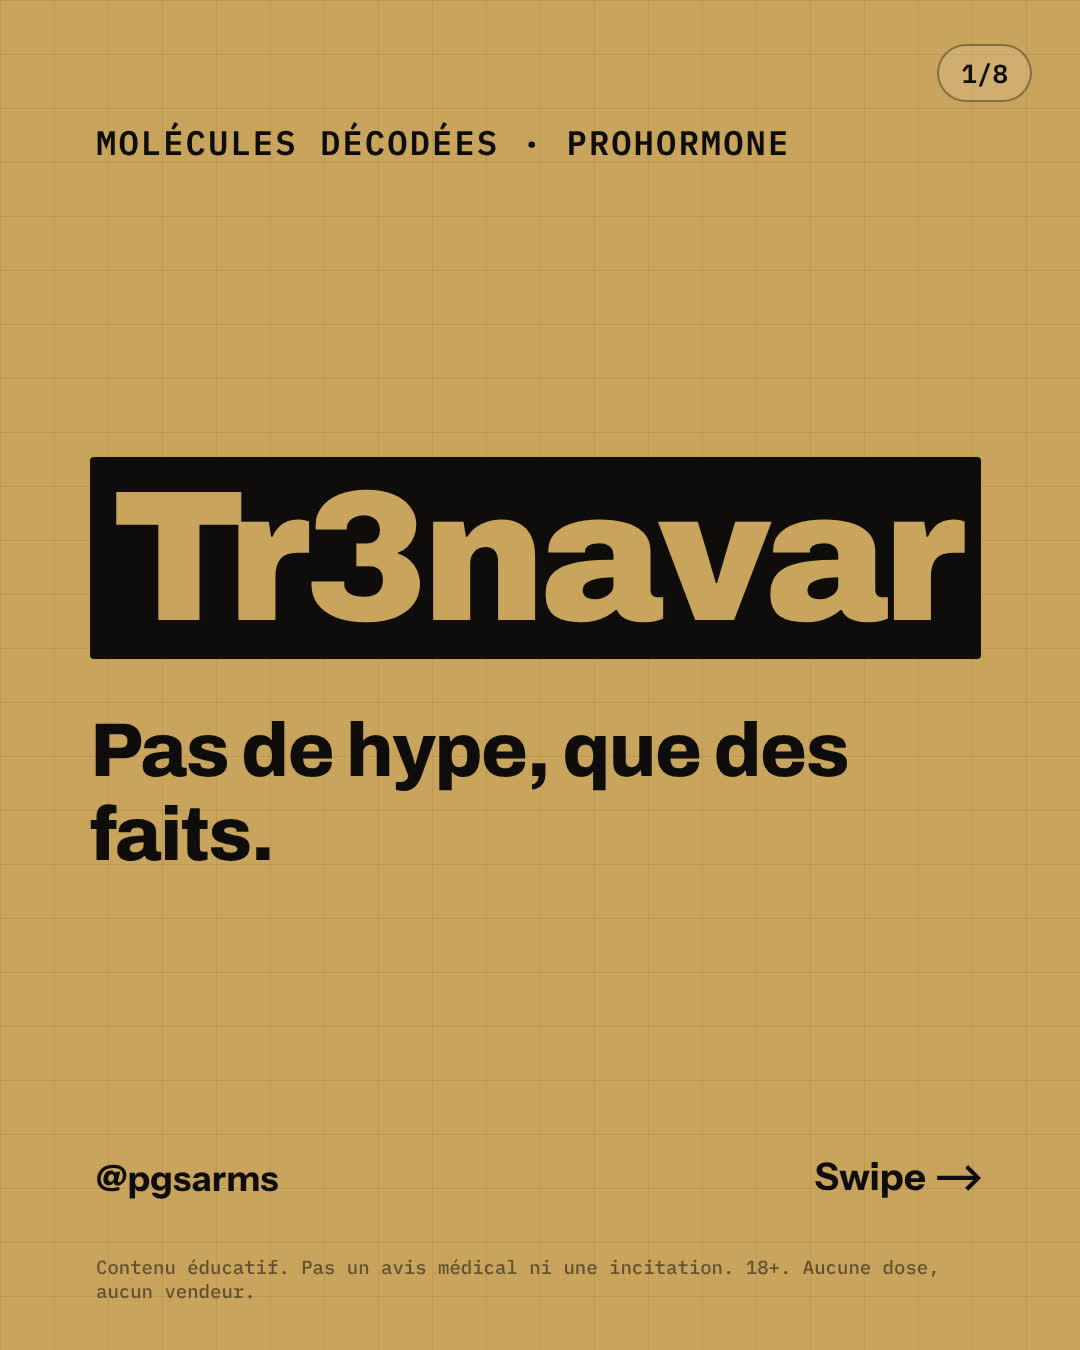 1/8
MOLÉCULES DÉCODÉES · PROHORMONE
Tr3navar
Pas de hype, que des
faits.
@pgsarms
Swipe →
Contenu éducatif. Pas un avis médical ni une incitation. 18+. Aucune dose,
aucun vendeur.